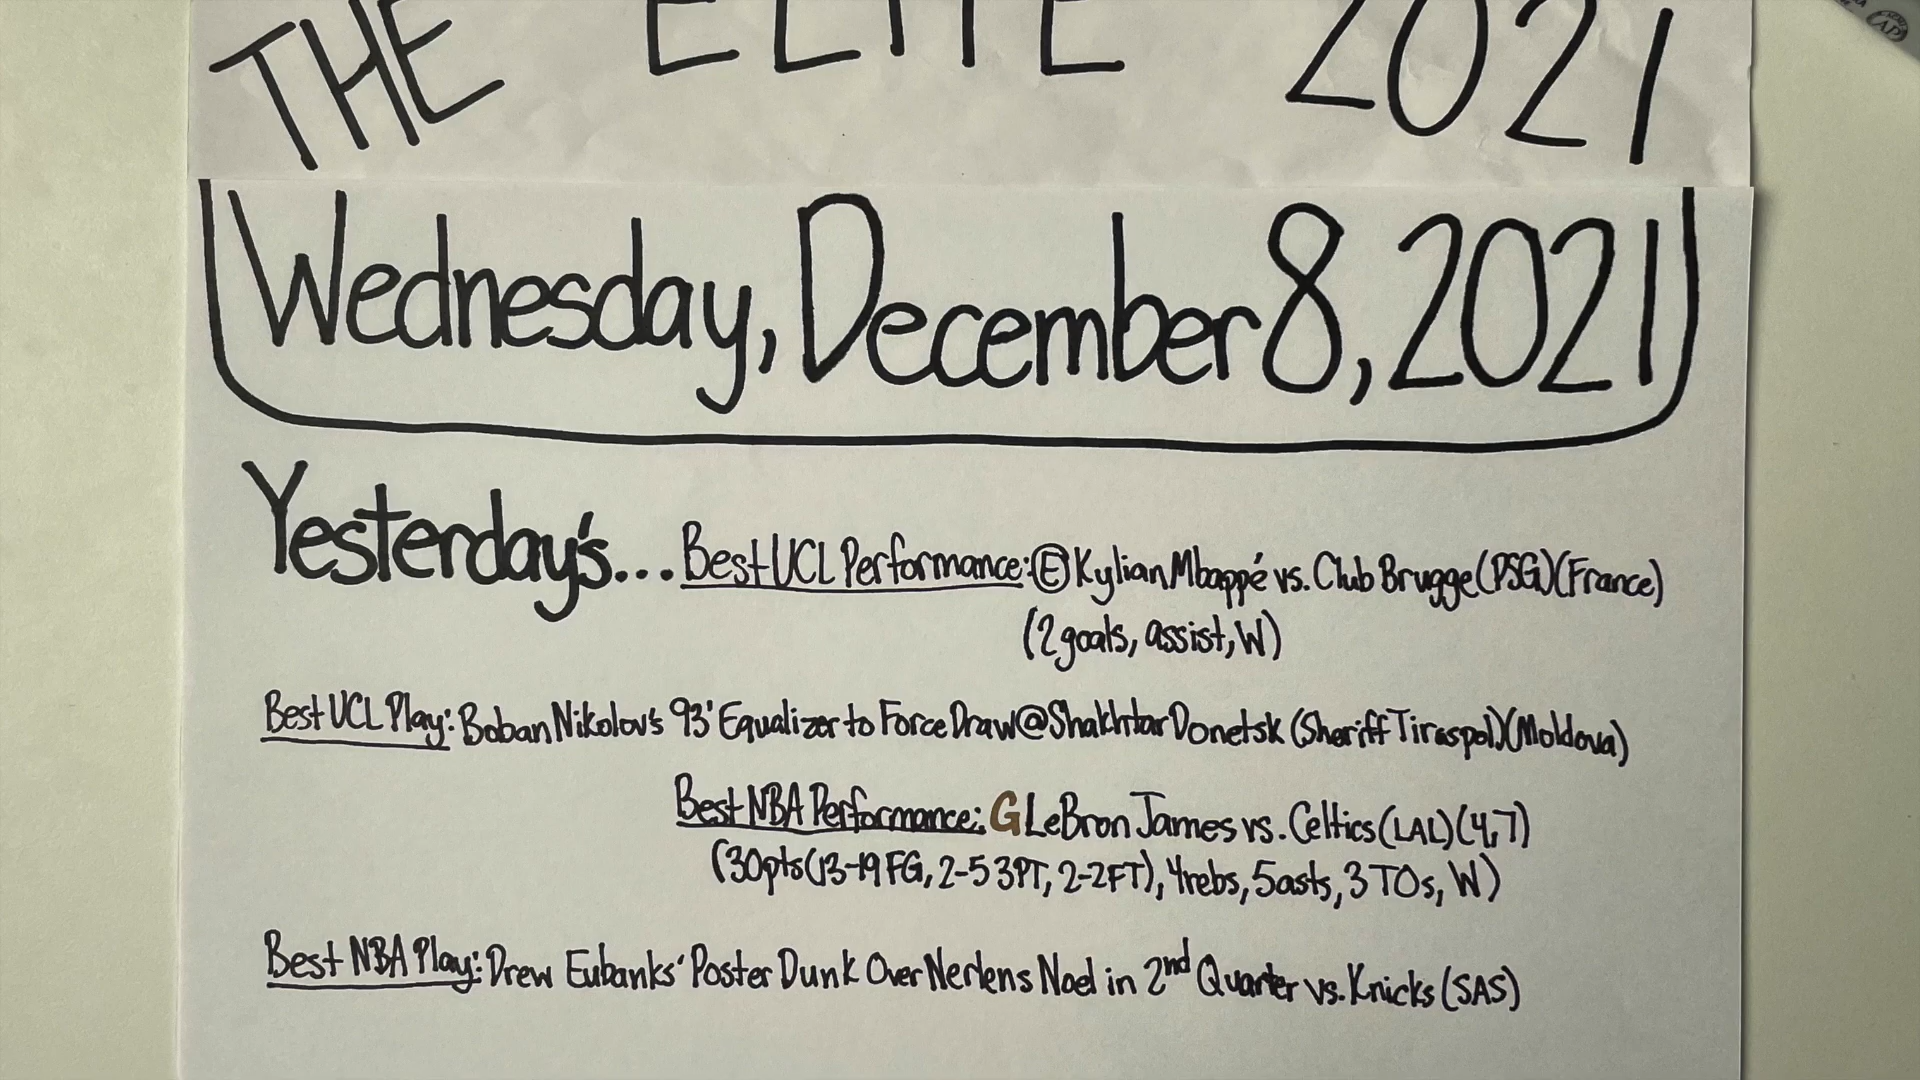 THE ELITE 2021
Wednesday, December 8, 2021
Yesterday's... Best UCL Performance: Ⓔ Kylian Mbappé vs. Club Brugge (PSG) (France)
(2 goals, assist, W)
Best UCL Play: Boban Nikolov's 93' Equalizer to Force Draw @ Shakhtar Donetsk (Sheriff Tiraspol) (Moldova)
Best NBA Performance: G LeBron James vs. Celtics (LAL) (4,7)
(30pts (13-19 FG, 2-5 3PT, 2-2 FT), 4rebs, 5asts, 3 TOs, W)
Best NBA Play: Drew Eubanks' Poster Dunk Over Nerlens Noel in 2nd Quarter vs. Knicks (SAS)